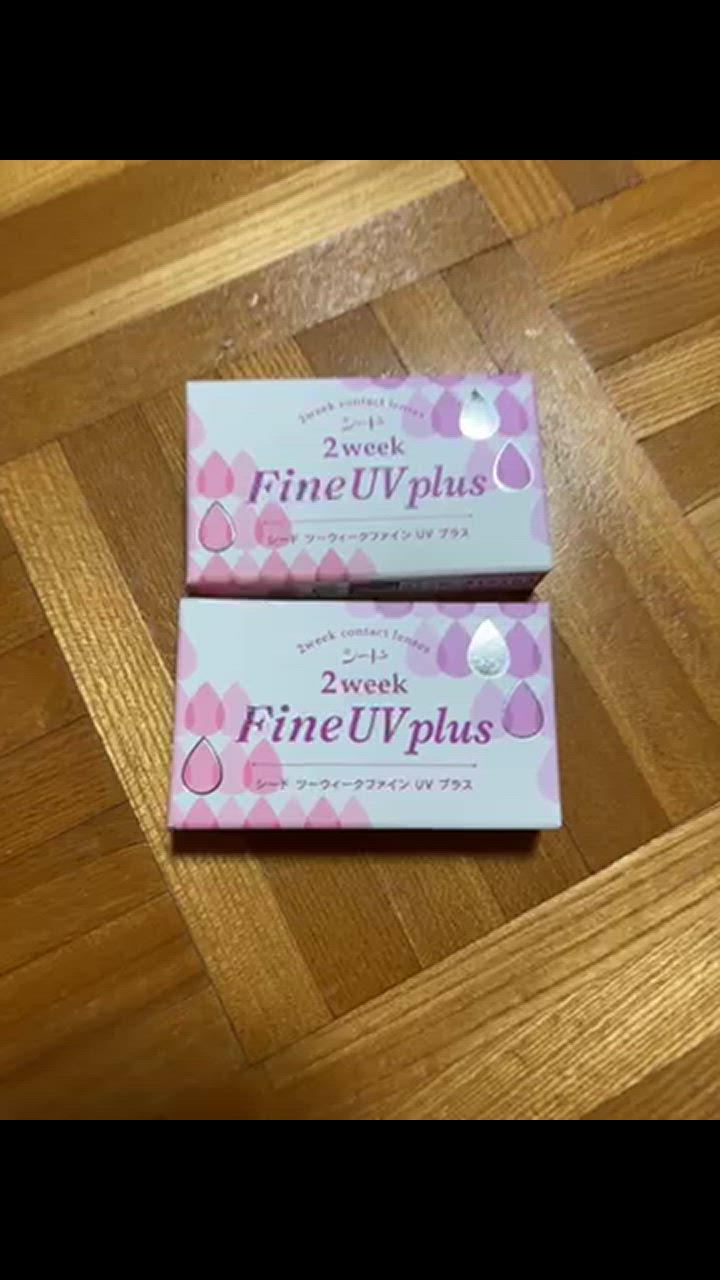 2week contact lenses
シード
2week
Fine UV plus
シード ツーウィークファイン UV プラス
2week contact lenses
シード
2week
Fine UV plus
シード ツーウィークファイン UV プラス